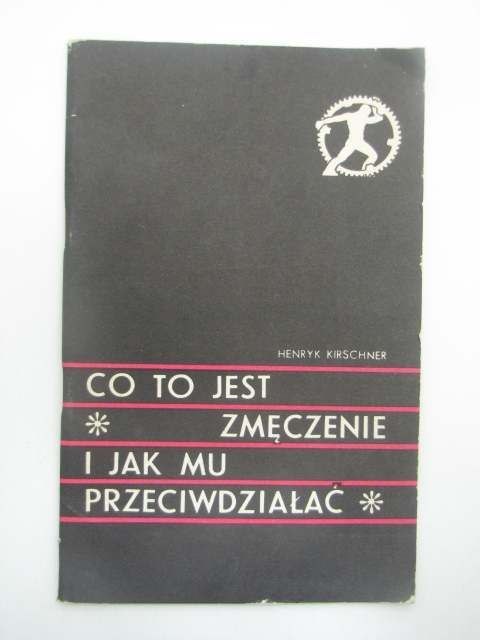 HENRYK KIRSCHNER
CO TO JEST
* ZMĘCZENIE
I JAK MU
PRZECIWDZIAŁAĆ *